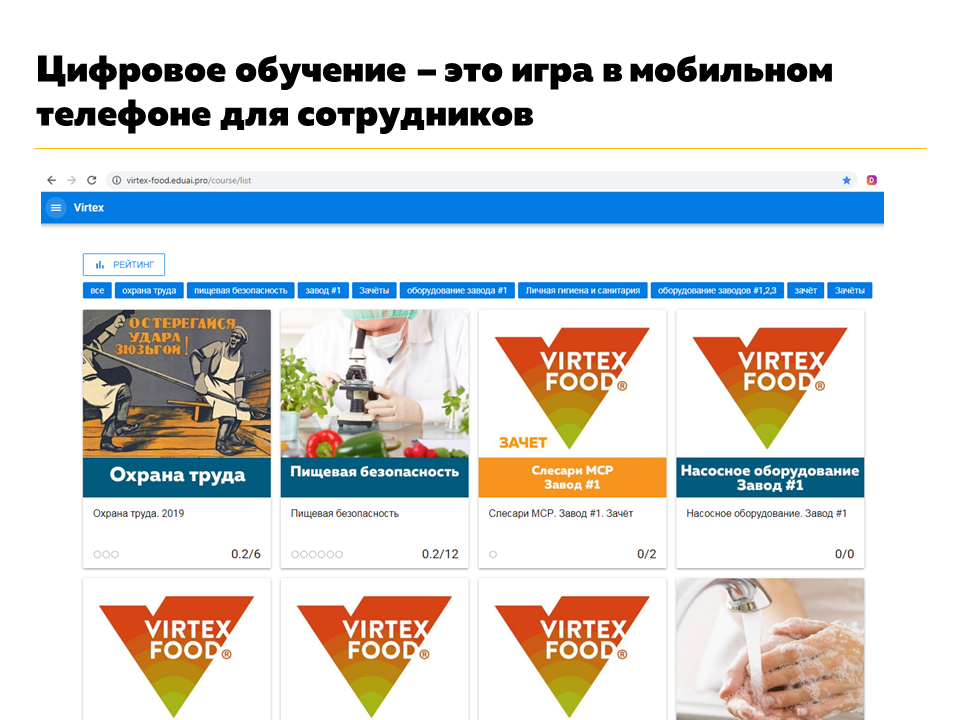 Цифровое обучение – это игра в мобильном
телефоне для сотрудников
virtex-food.eduai.pro/course/list
D
Virtex
РЕЙТИНГ
все охрана труда пищевая безопасность завод #1 Зачёты оборудование завода #1 Личная гигиена и санитария оборудование заводов #1,2,3 зачёт Зачёты
ОСТЕРЕГАЙСЯ
УДАРА
ЗЮЗЬГОЙ!
Охрана труда
Охрана труда. 2019
0.2/6
Пищевая безопасность
Пищевая безопасность
0.2/12
VIRTEX
FOOD®
ЗАЧЕТ
Слесари МСР
Завод #1
Слесари МСР. Завод #1. Зачёт
0/2
VIRTEX
FOOD®
Насосное оборудование
Завод #1
Насосное оборудование. Завод #1
0/0
VIRTEX
FOOD®
VIRTEX
FOOD®
VIRTEX
FOOD®